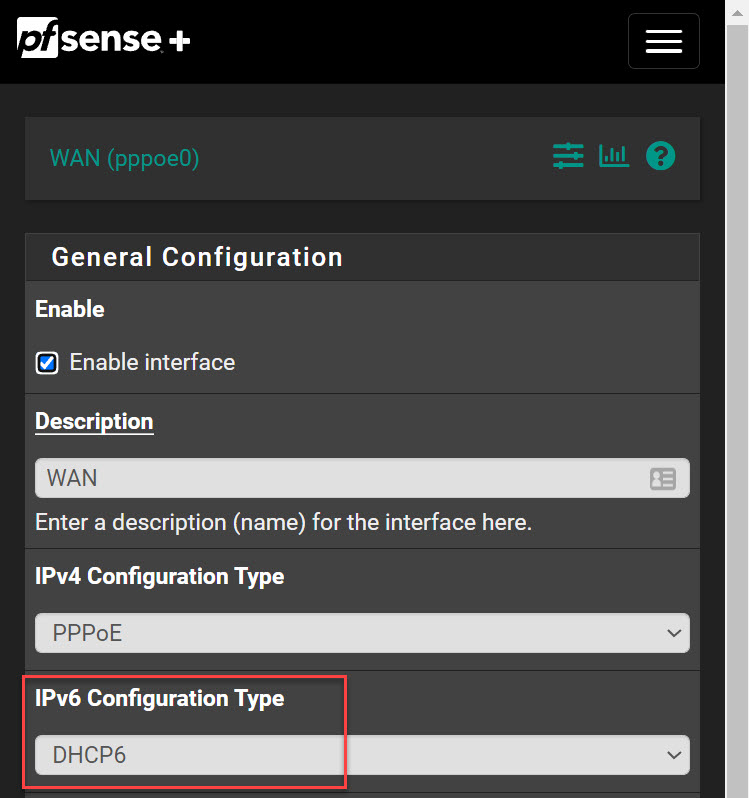 pfsense+
WAN (pppoe0)
General Configuration
Enable
Enable interface
Description
WAN
Enter a description (name) for the interface here.
IPv4 Configuration Type
PPPoE
IPv6 Configuration Type
DHCP6